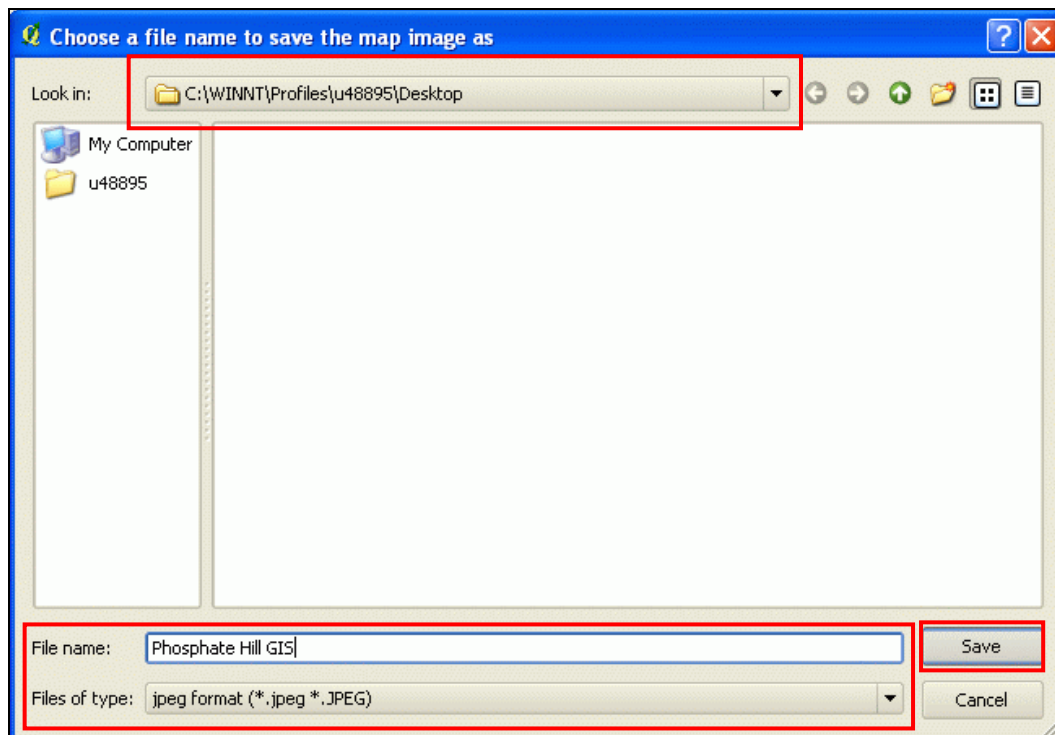 Choose a file name to save the map image as
Look in: C:\WINNT\Profiles\u48895\Desktop
My Computer
u48895
File name: Phosphate Hill GIS
Save
Files of type: jpeg format (*.jpeg *.JPEG)
Cancel